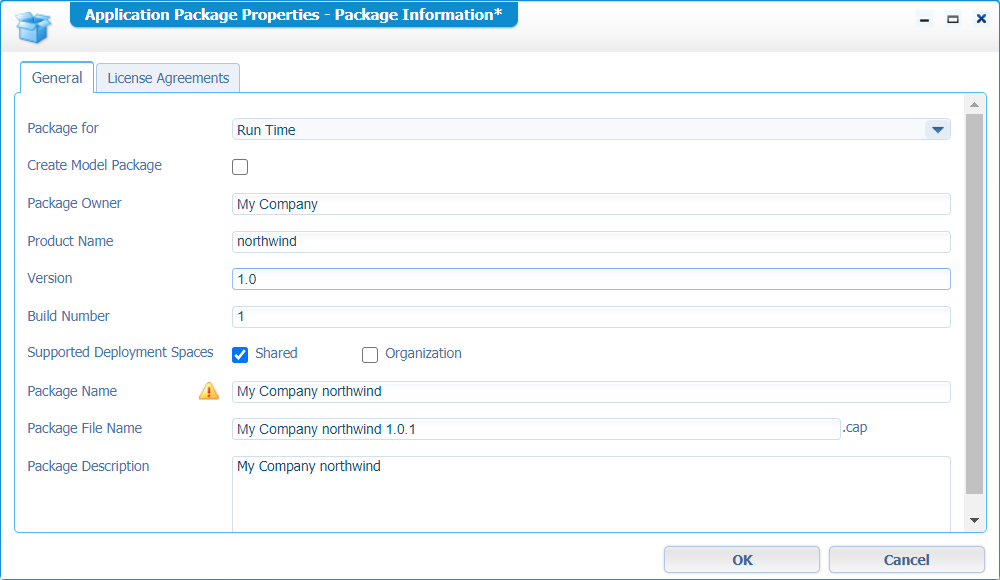 Application Package Properties - Package Information*
General
License Agreements
Package for
Run Time
Create Model Package
Package Owner
My Company
Product Name
northwind
Version
1.0
Build Number
1
Supported Deployment Spaces
Shared
Organization
Package Name
My Company northwind
Package File Name
My Company northwind 1.0.1
.cap
Package Description
My Company northwind
OK
Cancel